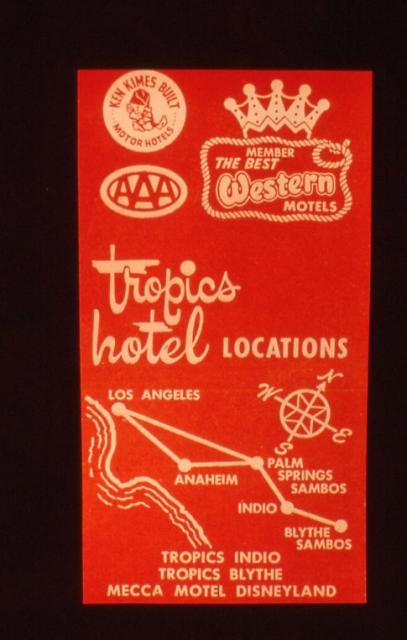 KEN KIMES BUILT
MOTOR HOTELS
AAA
MEMBER
THE BEST
Western
MOTELS
tropics
hotel LOCATIONS
LOS ANGELES
N
W
E
S
ANAHEIM
PALM
SPRINGS
SAMBOS
INDIO
BLYTHE
SAMBOS
TROPICS INDIO
TROPICS BLYTHE
MECCA MOTEL DISNEYLAND